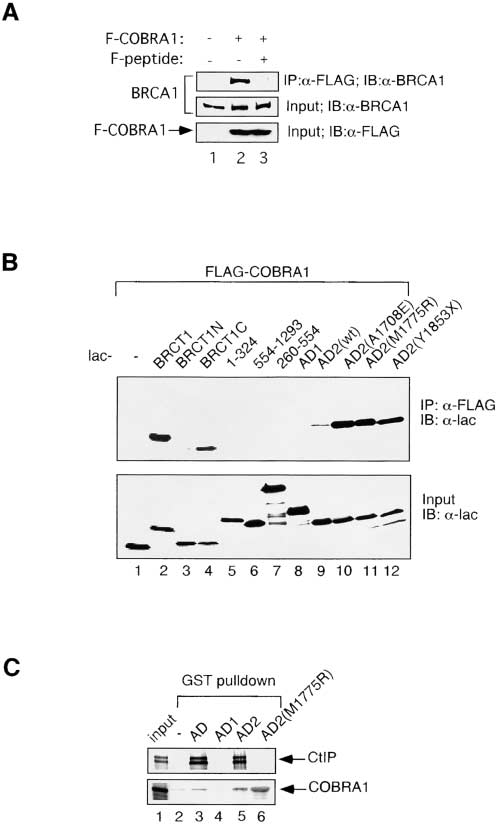 A
F-COBRA1: - + +
F-peptide: - +
BRCA1
IP:α-FLAG; IB:α-BRCA1
Input; IB:α-BRCA1
F-COBRA1
Input; IB:α-FLAG
1 2 3
B
FLAG-COBRA1
lac- - BRCT1 BRCT1N BRCT1C 1-324 554-1293 260-554 AD1 AD2(wt) AD2(A1708E) AD2(M1775R) AD2(Y1853X)
IP: α-FLAG
IB: α-lac
Input
IB: α-lac
1 2 3 4 5 6 7 8 9 10 11 12
C
GST pulldown
input - AD AD1 AD2 AD2(M1775R)
CtIP
COBRA1
1 2 3 4 5 6